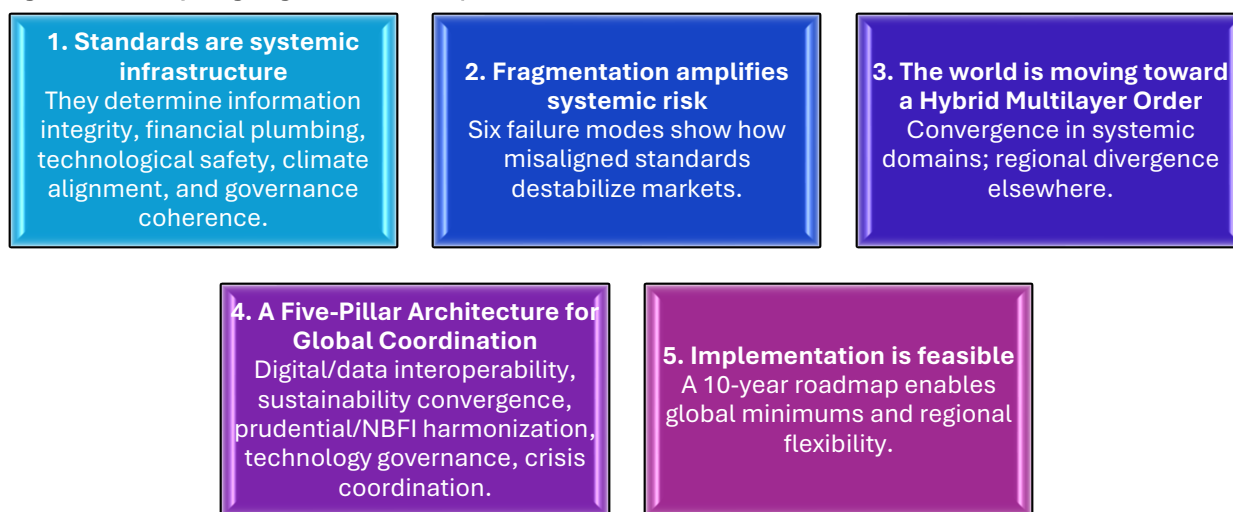 1. Standards are systemic
infrastructure
They determine information
integrity, financial plumbing,
technological safety, climate
alignment, and governance
coherence.
2. Fragmentation amplifies
systemic risk
Six failure modes show how
misaligned standards
destabilize markets.
3. The world is moving toward
a Hybrid Multilayer Order
Convergence in systemic
domains; regional divergence
elsewhere.
4. A Five-Pillar Architecture for
Global Coordination
Digital/data interoperability,
sustainability convergence,
prudential/NBFI harmonization,
technology governance, crisis
coordination.
5. Implementation is feasible
A 10-year roadmap enables
global minimums and regional
flexibility.